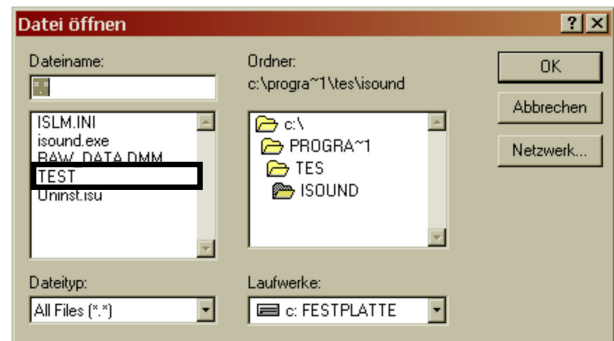 Datei öffnen
Dateiname:
*.*
ISLM.INI
isound.exe
RAW_DATA.DMM
TEST
Uninst.isu
Dateityp:
All Files (*.*)
Ordner:
c:\progra~1\tes\isound
c:\
PROGRA~1
TES
ISOUND
Laufwerke:
c: FESTPLATTE
OK
Abbrechen
Netzwerk...